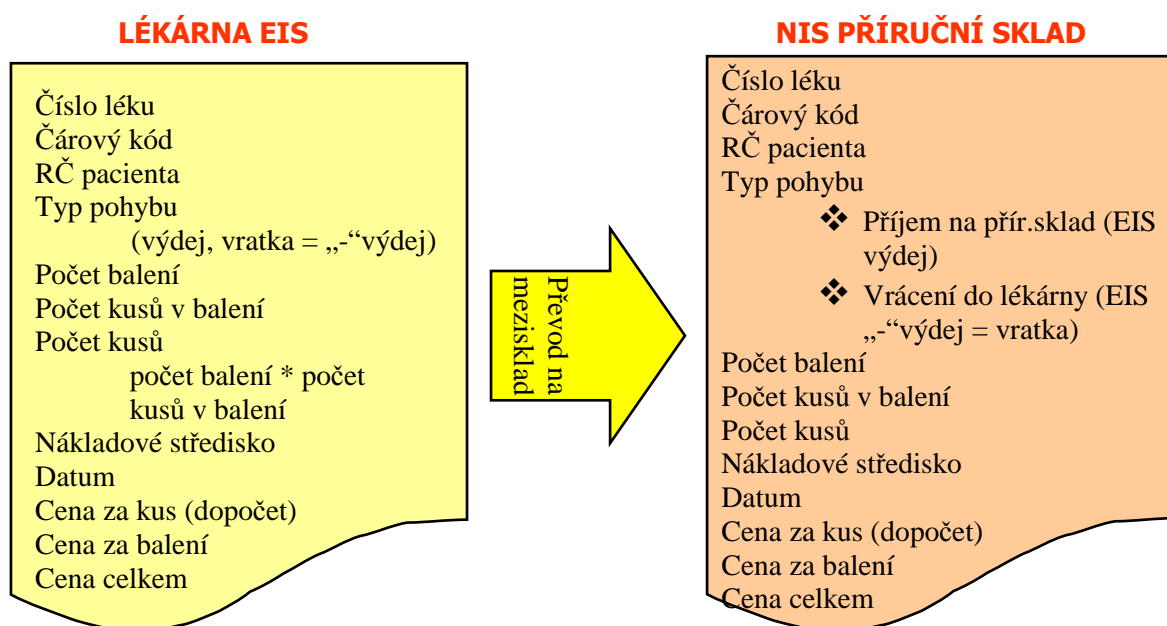 LÉKÁRNA EIS
Číslo léku
Čárový kód
RČ pacienta
Typ pohybu
(výdej, vratka = „-“výdej)
Počet balení
Počet kusů v balení
Počet kusů
počet balení * počet
kusů v balení
Nákladové středisko
Datum
Cena za kus (dopočet)
Cena za balení
Cena celkem
Převod na
mezisklad
NIS PŘÍRUČNÍ SKLAD
Číslo léku
Čárový kód
RČ pacienta
Typ pohybu
❖ Příjem na přír.sklad (EIS
výdej)
❖ Vrácení do lékárny (EIS
„-“výdej = vratka)
Počet balení
Počet kusů v balení
Počet kusů
Nákladové středisko
Datum
Cena za kus (dopočet)
Cena za balení
Cena celkem